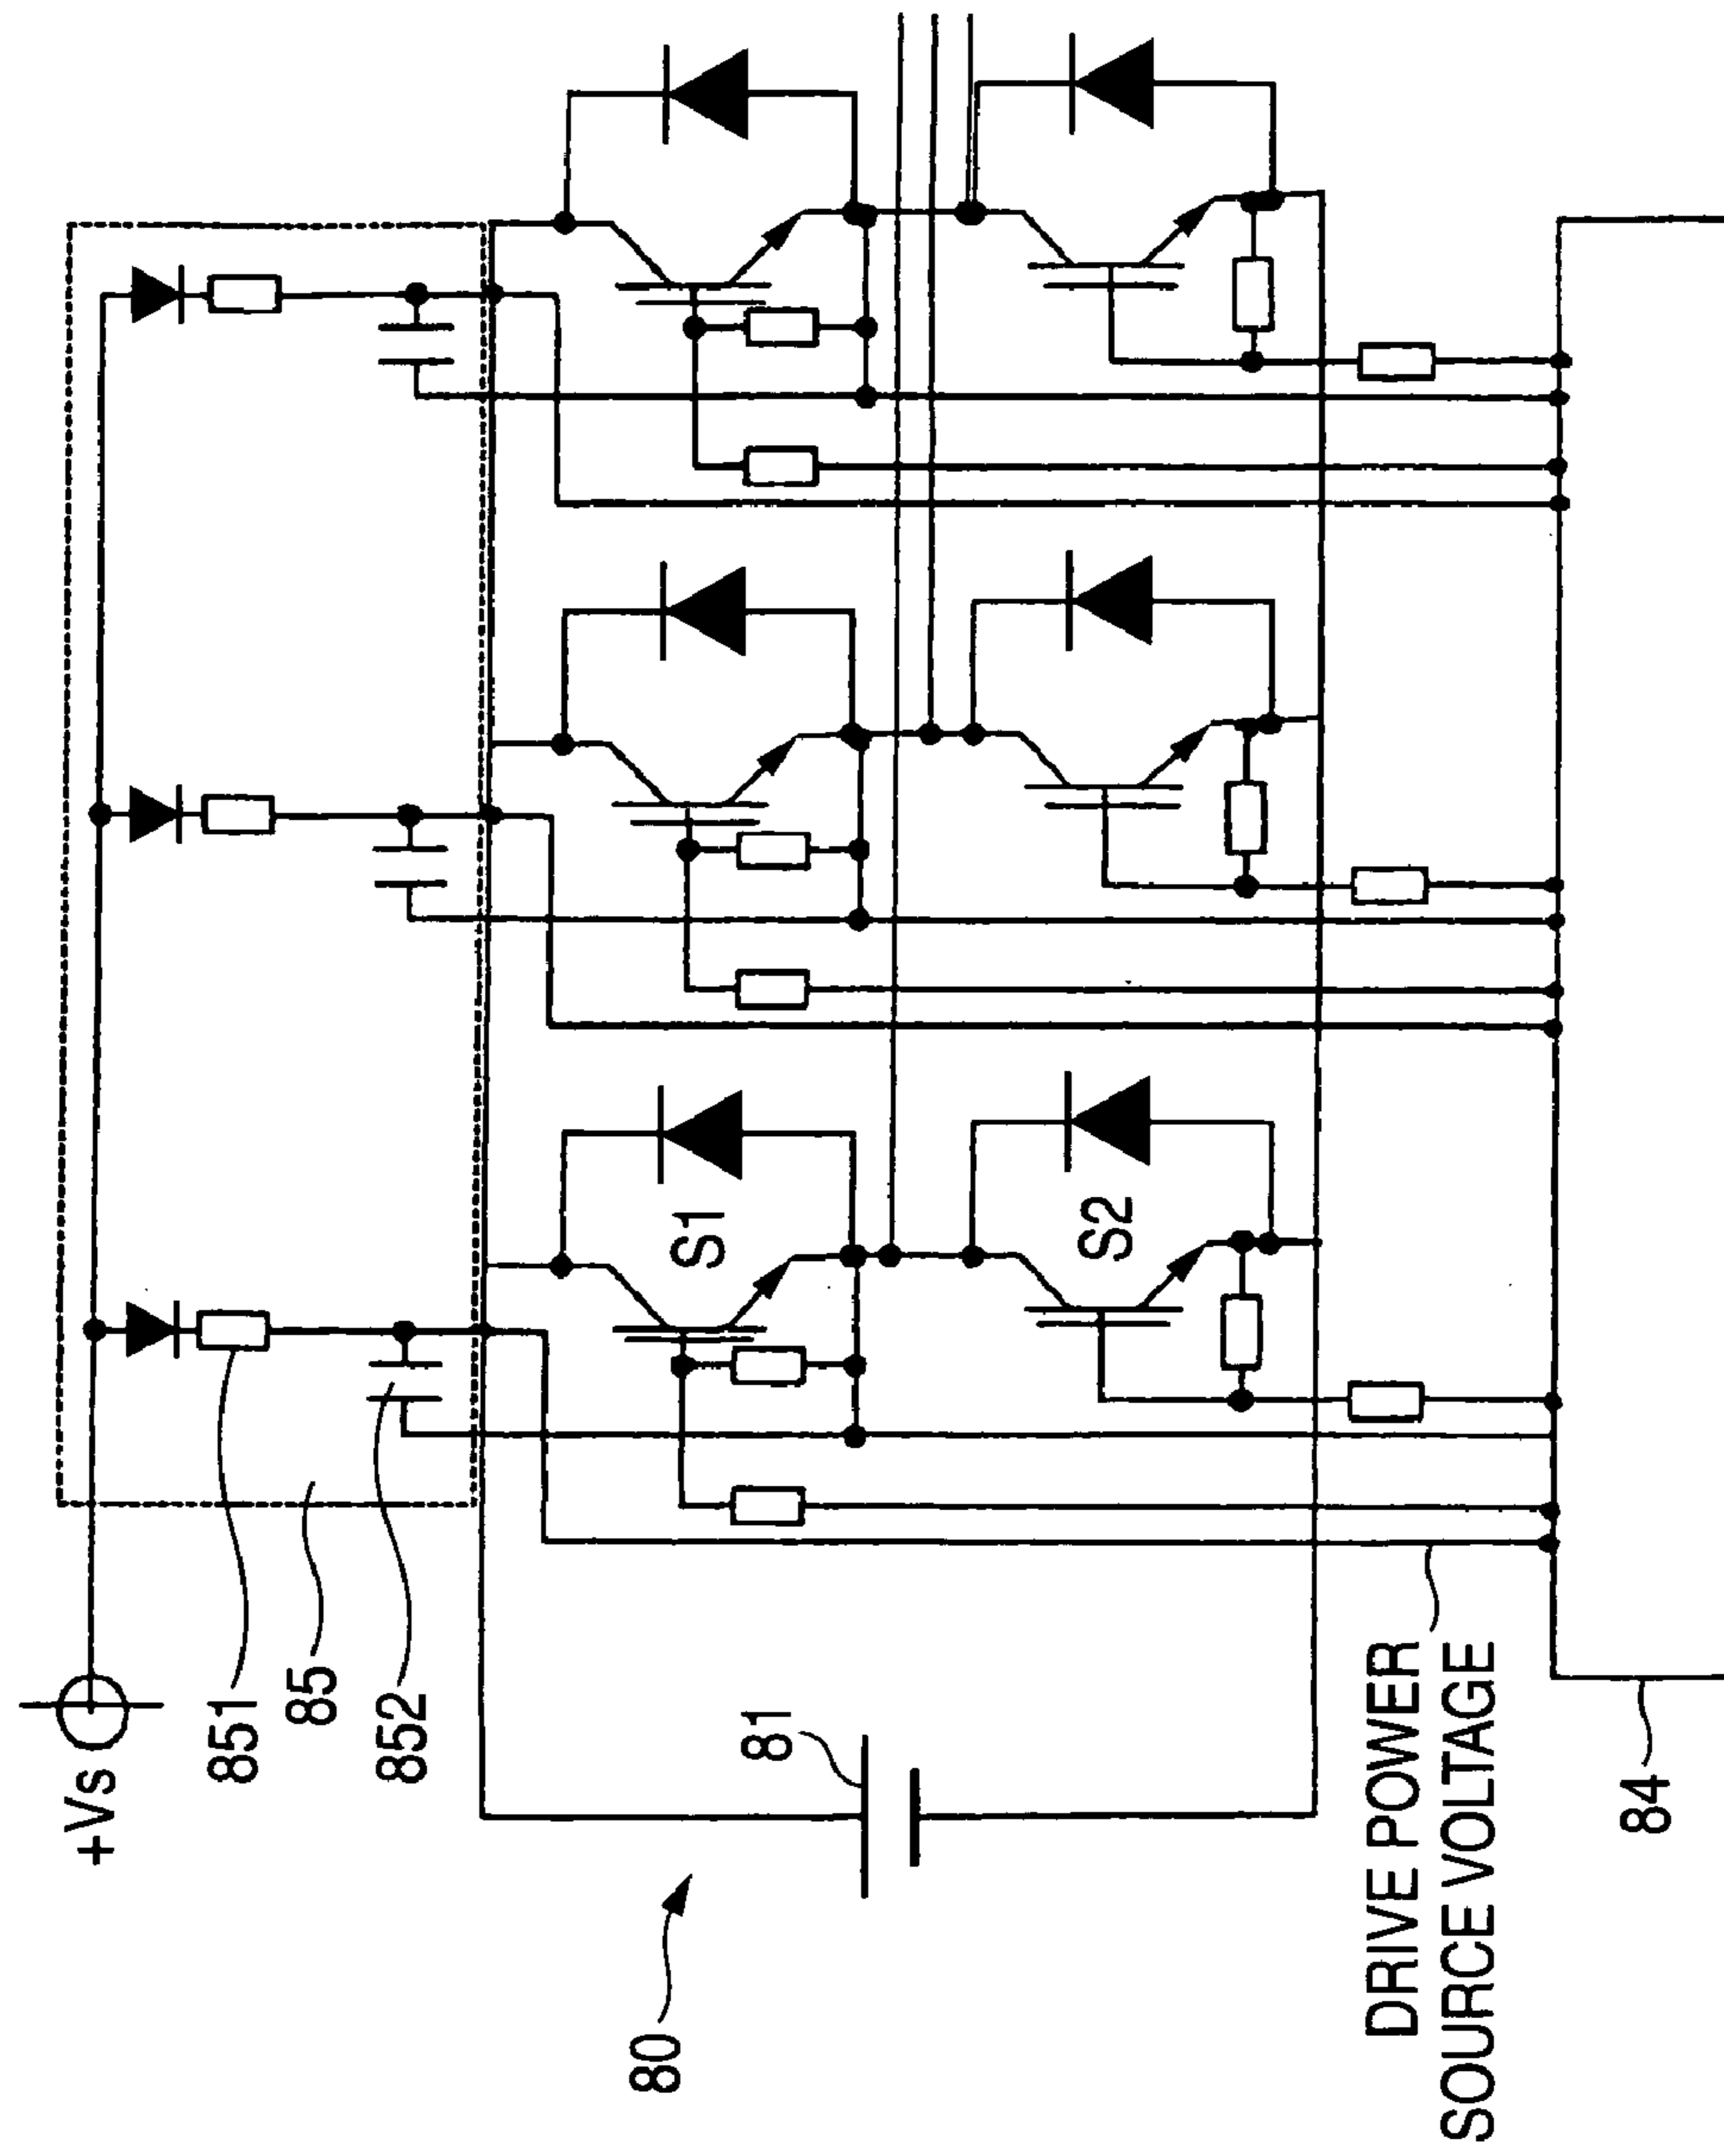 +Vs
851
85
852
S1
S2
81
80
DRIVE POWER
SOURCE VOLTAGE
84